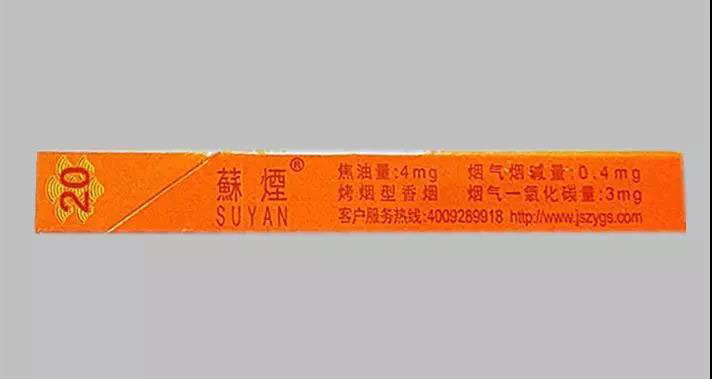 20
蘇煙®
SUYAN
焦油量:4mg 烟气烟碱量:0.4mg
烤烟型香烟 烟气一氧化碳量:3mg
客户服务热线:4009289918 http://www.jszygs.com